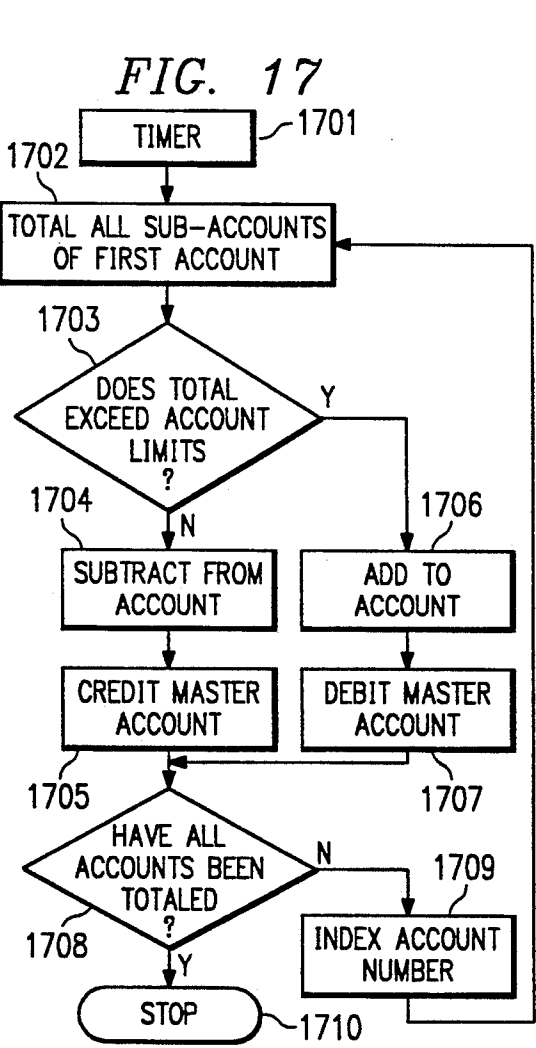 FIG. 17
TIMER
1701
1702
TOTAL ALL SUB-ACCOUNTS
OF FIRST ACCOUNT
1703
DOES TOTAL
EXCEED ACCOUNT
LIMITS
?
Y
N
1704
SUBTRACT FROM
ACCOUNT
1706
ADD TO
ACCOUNT
CREDIT MASTER
ACCOUNT
1705
DEBIT MASTER
ACCOUNT
1707
HAVE ALL
ACCOUNTS BEEN
TOTALED
?
1708
N
Y
1709
INDEX ACCOUNT
NUMBER
STOP
1710